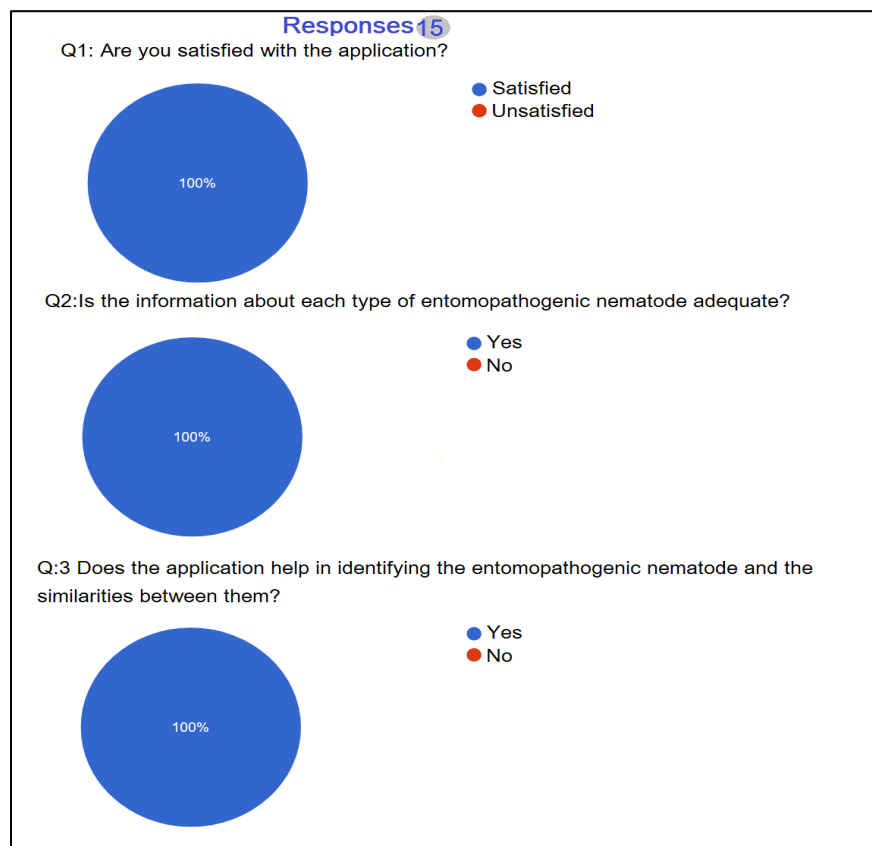 Responses 15
Q1: Are you satisfied with the application?
Satisfied
Unsatisfied
100%
Q2:Is the information about each type of entomopathogenic nematode adequate?
Yes
No
100%
Q:3 Does the application help in identifying the entomopathogenic nematode and the
similarities between them?
Yes
No
100%